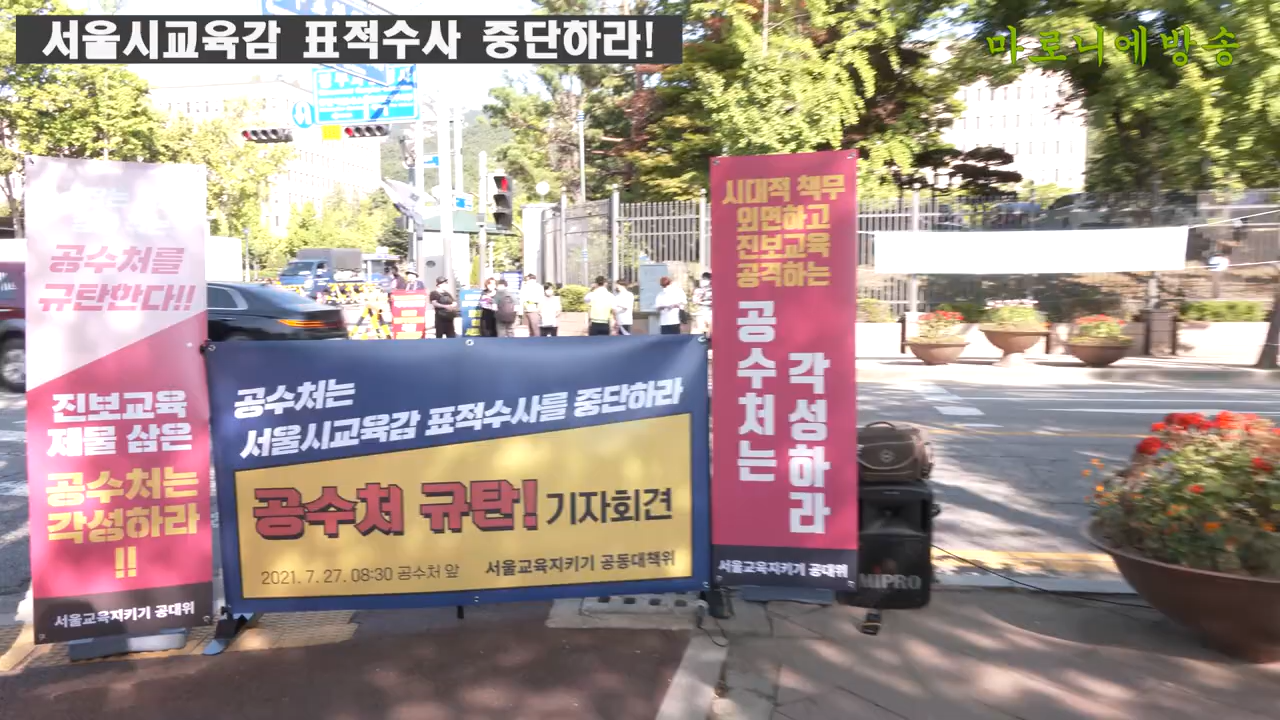 서울시교육감 표적수사 중단하라!
마로니에방송
공수처를
규탄한다!!
진보교육
제물 삼은
공수처는
각성하라
!!
서울교육지키기 공대위
공수처는
서울시교육감 표적수사를 중단하라
공수처 규탄! 기자회견
2021. 7. 27. 08:30 공수처 앞
서울교육지키기 공동대책위
시대적 책무
외면하고
진보교육
공격하는
공수처는
각성하라
서울교육지키기 공대위
MIPRO